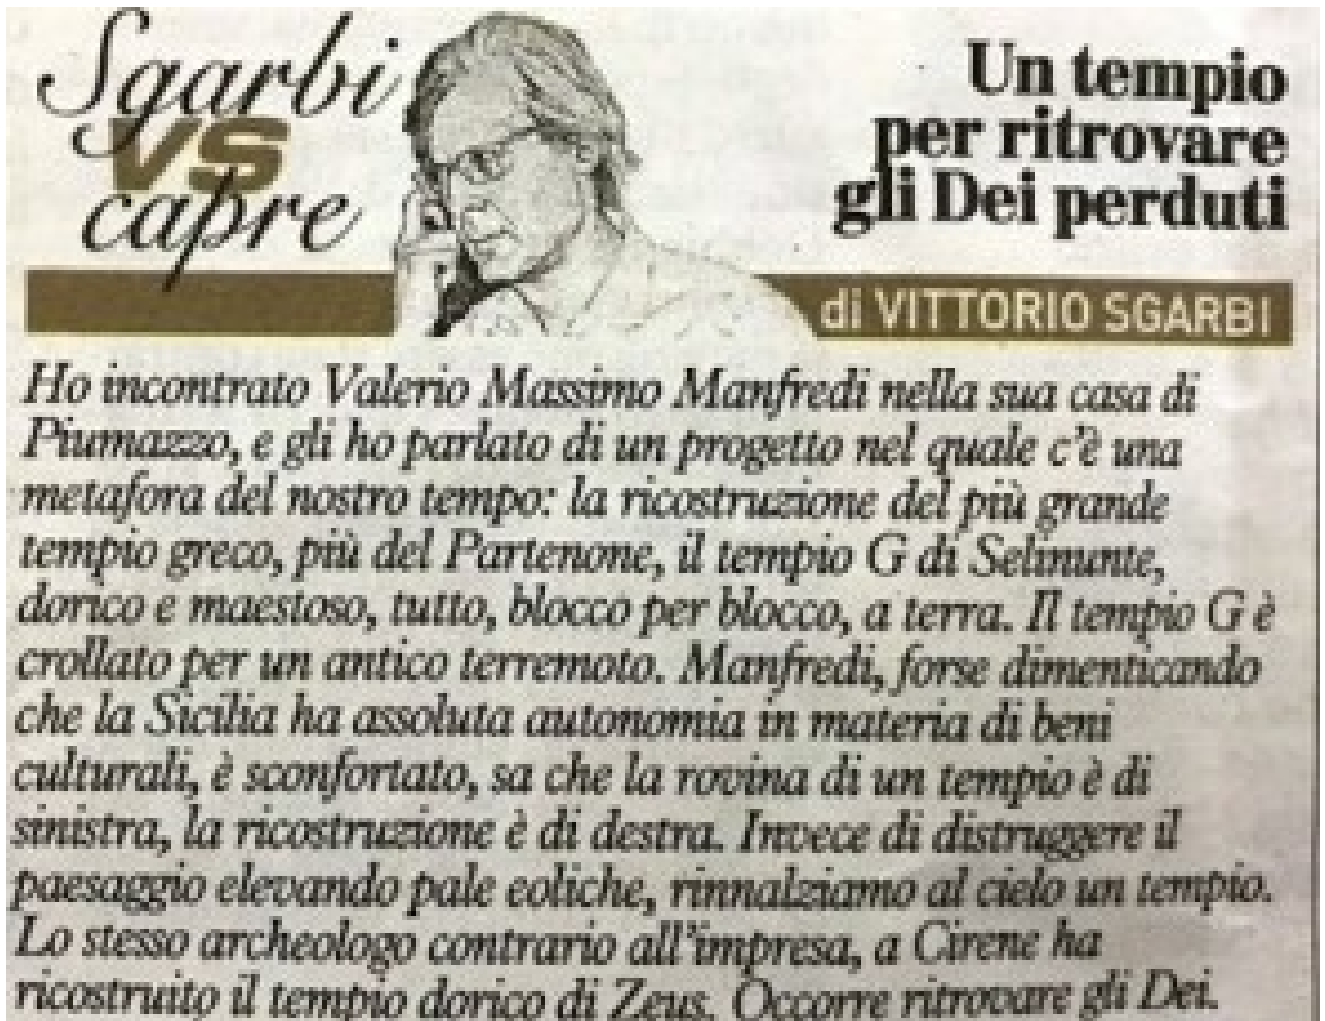 Sgarbi
VS
capre
Un tempio
per ritrovare
gli Dei perduti
di VITTORIO SGARBI
Ho incontrato Valerio Massimo Manfredi nella sua casa di
Piumazzo, e gli ho parlato di un progetto nel quale c'è una
metafora del nostro tempo: la ricostruzione del più grande
tempio greco, più del Partenone, il tempio G di Selinunte,
dorico e maestoso, tutto, blocco per blocco, a terra. Il tempio G è
crollato per un antico terremoto. Manfredi, forse dimenticando
che la Sicilia ha assoluta autonomia in materia di beni
culturali, è sconfortato, sa che la rovina di un tempio è di
sinistra, la ricostruzione è di destra. Invece di distruggere il
paesaggio elevando pale eoliche, rinnalziamo al cielo un tempio.
Lo stesso archeologo contrario all'impresa, a Cirene ha
ricostruito il tempio dorico di Zeus. Occorre ritrovare gli Dei.